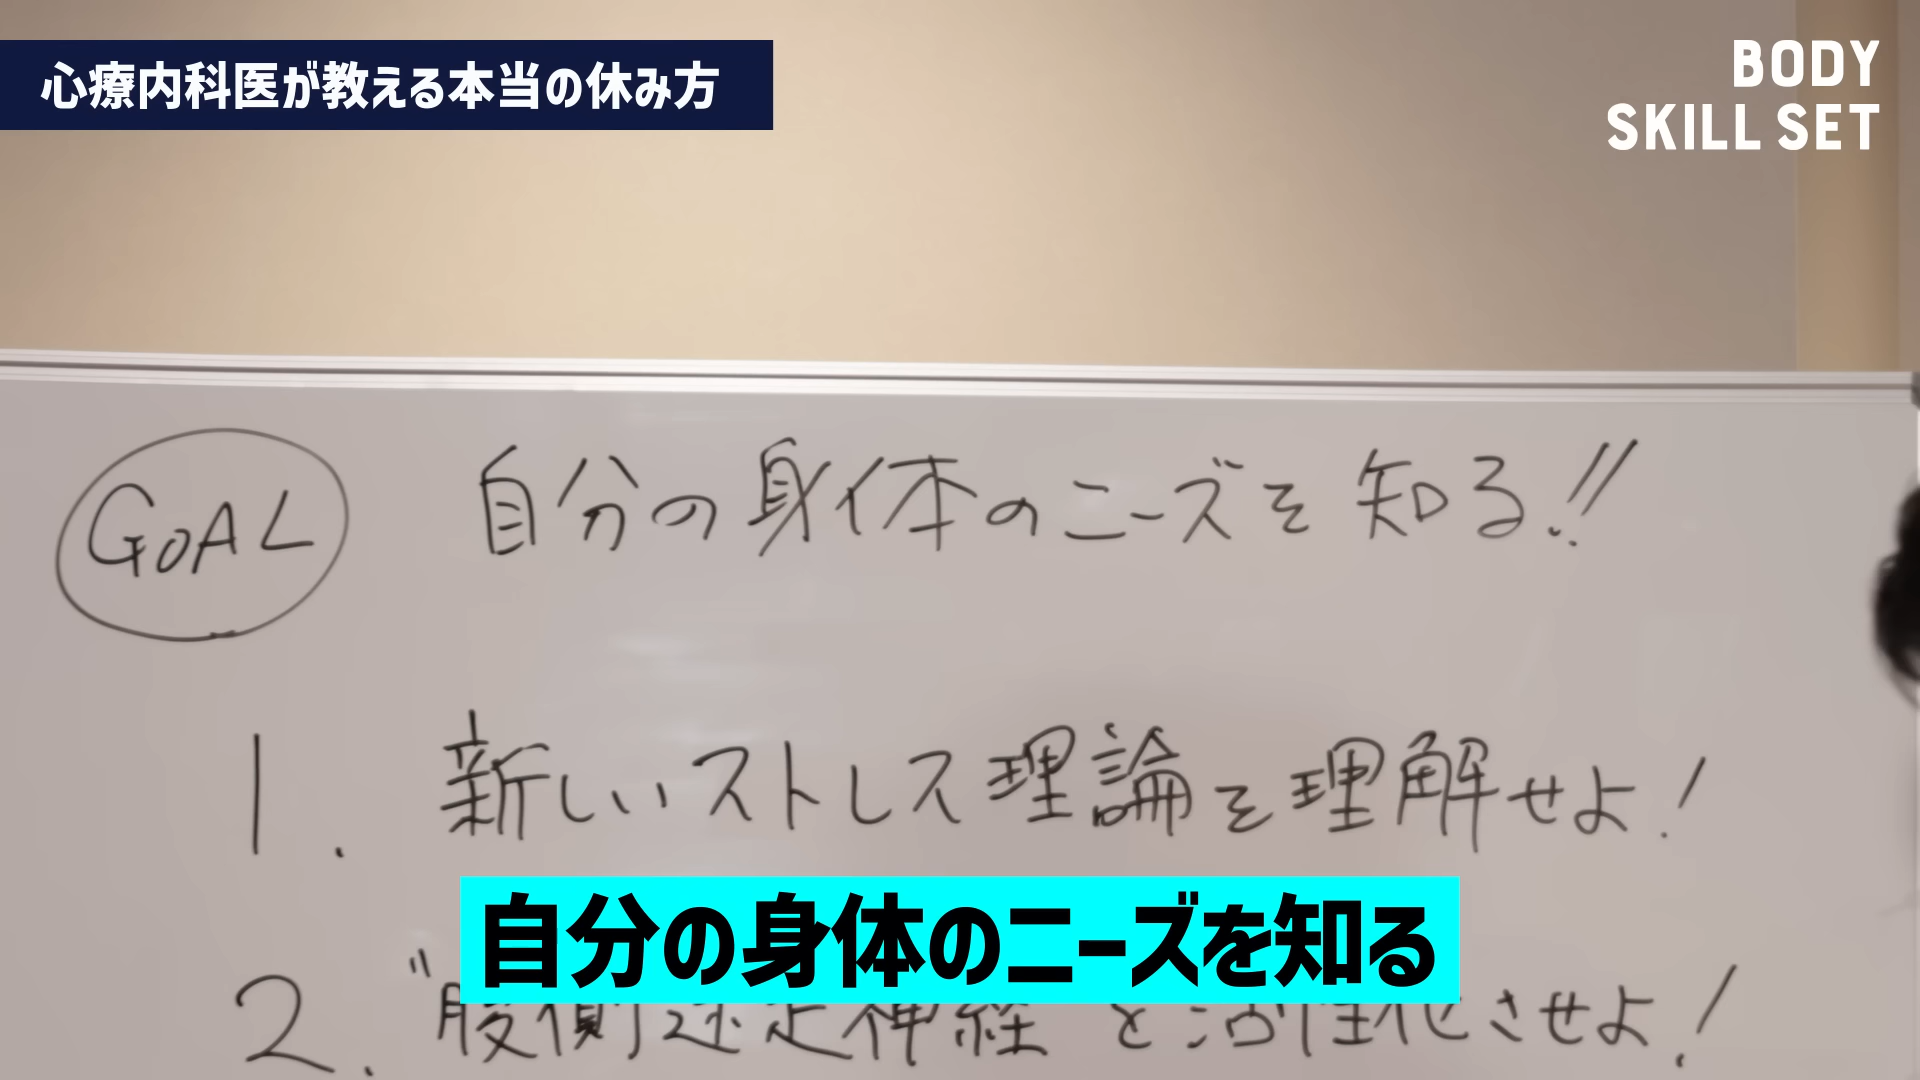 心療内科医が教える本当の休み方
BODY
SKILL SET
GOAL 自分の身体のニーズを知る!!
1. 新しいストレス理論を理解せよ!
自分の身体のニーズを知る
2. "腹側迷走神経を活性化させよ!